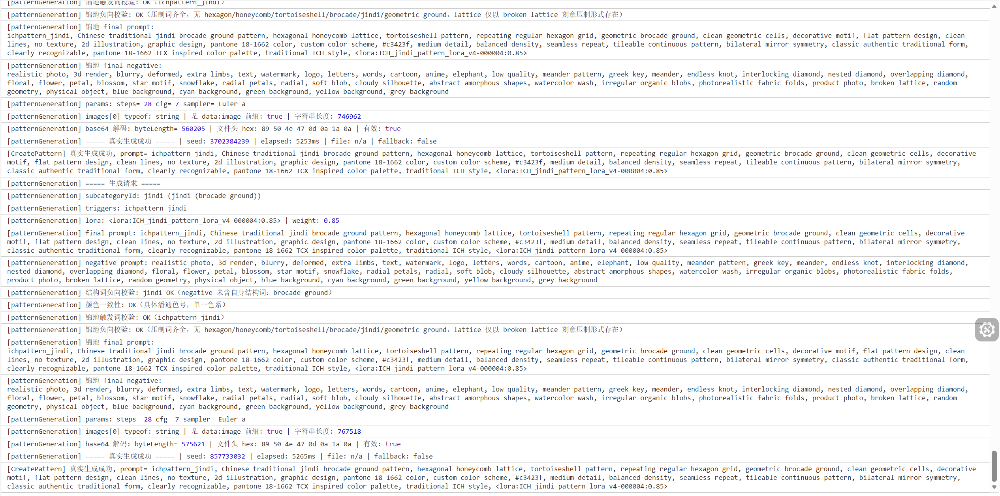 [patternGeneration] 锦地触发词校验: OK（ichpattern_jindi）
[patternGeneration] 锦地负向校验: OK（压制词齐全，无 hexagon/honeycomb/tortoiseshell/brocade/jindi/geometric ground，lattice 仅以 broken lattice 刻意压制形式存在）
[patternGeneration] 锦地 final prompt:
ichpattern_jindi, Chinese traditional jindi brocade ground pattern, hexagonal honeycomb lattice, tortoiseshell pattern, repeating regular hexagon grid, geometric brocade ground, clean geometric cells, decorative motif, flat pattern design, clean
lines, no texture, 2d illustration, graphic design, pantone 18-1662 color, custom color scheme, #c3423f, medium detail, balanced density, seamless repeat, tileable continuous pattern, bilateral mirror symmetry, classic authentic traditional form,
clearly recognizable, pantone 18-1662 TCX inspired color palette, traditional ICH style, <lora:ICH_jindi_pattern_lora_v4-000004:0.85>
[patternGeneration] 锦地 final negative:
realistic photo, 3d render, blurry, deformed, extra limbs, text, watermark, logo, letters, words, cartoon, anime, elephant, low quality, meander pattern, greek key, meander, endless knot, interlocking diamond, nested diamond, overlapping diamond,
floral, flower, petal, blossom, star motif, snowflake, radial petals, radial, soft blob, cloudy silhouette, abstract amorphous shapes, watercolor wash, irregular organic blobs, photorealistic fabric folds, product photo, broken lattice, random
geometry, physical object, blue background, cyan background, green background, yellow background, grey background
[patternGeneration] params: steps= 28 cfg= 7 sampler= Euler a
[patternGeneration] images[0] typeof: string | 是 data:image 前缀: true | 字符串长度: 746962
[patternGeneration] base64 解码: byteLength= 560205 | 文件头 hex: 89 50 4e 47 0d 0a 1a 0a | 有效: true
[patternGeneration] ===== 真实生成成功 ===== | seed: 3702384239 | elapsed: 5253ms | file: n/a | fallback: false
[CreatePattern] 真实生成成功, prompt= ichpattern_jindi, Chinese traditional jindi brocade ground pattern, hexagonal honeycomb lattice, tortoiseshell pattern, repeating regular hexagon grid, geometric brocade ground, clean geometric cells, decorative
motif, flat pattern design, clean lines, no texture, 2d illustration, graphic design, pantone 18-1662 color, custom color scheme, #c3423f, medium detail, balanced density, seamless repeat, tileable continuous pattern, bilateral mirror symmetry,
classic authentic traditional form, clearly recognizable, pantone 18-1662 TCX inspired color palette, traditional ICH style, <lora:ICH_jindi_pattern_lora_v4-000004:0.85>
[patternGeneration] ===== 生成请求 =====
[patternGeneration] subcategoryId: jindi (jindi (brocade ground))
[patternGeneration] triggers: ichpattern_jindi
[patternGeneration] lora: <lora:ICH_jindi_pattern_lora_v4-000004:0.85> | weight: 0.85
[patternGeneration] final prompt: ichpattern_jindi, Chinese traditional jindi brocade ground pattern, hexagonal honeycomb lattice, tortoiseshell pattern, repeating regular hexagon grid, geometric brocade ground, clean geometric cells, decorative
motif, flat pattern design, clean lines, no texture, 2d illustration, graphic design, pantone 18-1662 color, custom color scheme, #c3423f, medium detail, balanced density, seamless repeat, tileable continuous pattern, bilateral mirror symmetry,
classic authentic traditional form, clearly recognizable, pantone 18-1662 TCX inspired color palette, traditional ICH style, <lora:ICH_jindi_pattern_lora_v4-000004:0.85>
[patternGeneration] negative prompt: realistic photo, 3d render, blurry, deformed, extra limbs, text, watermark, logo, letters, words, cartoon, anime, elephant, low quality, meander pattern, greek key, meander, endless knot, interlocking diamond,
nested diamond, overlapping diamond, floral, flower, petal, blossom, star motif, snowflake, radial petals, radial, soft blob, cloudy silhouette, abstract amorphous shapes, watercolor wash, irregular organic blobs, photorealistic fabric folds,
product photo, broken lattice, random geometry, physical object, blue background, cyan background, green background, yellow background, grey background
[patternGeneration] 结构词负向校验: jindi OK（negative 未含自身结构词：brocade ground）
[patternGeneration] 颜色一致性: OK（具体潘通色号，单一色系）
[patternGeneration] 锦地触发词校验: OK（ichpattern_jindi）
[patternGeneration] 锦地负向校验: OK（压制词齐全，无 hexagon/honeycomb/tortoiseshell/brocade/jindi/geometric ground，lattice 仅以 broken lattice 刻意压制形式存在）
[patternGeneration] 锦地 final prompt:
ichpattern_jindi, Chinese traditional jindi brocade ground pattern, hexagonal honeycomb lattice, tortoiseshell pattern, repeating regular hexagon grid, geometric brocade ground, clean geometric cells, decorative motif, flat pattern design, clean
lines, no texture, 2d illustration, graphic design, pantone 18-1662 color, custom color scheme, #c3423f, medium detail, balanced density, seamless repeat, tileable continuous pattern, bilateral mirror symmetry, classic authentic traditional form,
clearly recognizable, pantone 18-1662 TCX inspired color palette, traditional ICH style, <lora:ICH_jindi_pattern_lora_v4-000004:0.85>
[patternGeneration] 锦地 final negative:
realistic photo, 3d render, blurry, deformed, extra limbs, text, watermark, logo, letters, words, cartoon, anime, elephant, low quality, meander pattern, greek key, meander, endless knot, interlocking diamond, nested diamond, overlapping diamond,
floral, flower, petal, blossom, star motif, snowflake, radial petals, radial, soft blob, cloudy silhouette, abstract amorphous shapes, watercolor wash, irregular organic blobs, photorealistic fabric folds, product photo, broken lattice, random
geometry, physical object, blue background, cyan background, green background, yellow background, grey background
[patternGeneration] params: steps= 28 cfg= 7 sampler= Euler a
[patternGeneration] images[0] typeof: string | 是 data:image 前缀: true | 字符串长度: 767518
[patternGeneration] base64 解码: byteLength= 575621 | 文件头 hex: 89 50 4e 47 0d 0a 1a 0a | 有效: true
[patternGeneration] ===== 真实生成成功 ===== | seed: 857733032 | elapsed: 5265ms | file: n/a | fallback: false
[CreatePattern] 真实生成成功, prompt= ichpattern_jindi, Chinese traditional jindi brocade ground pattern, hexagonal honeycomb lattice, tortoiseshell pattern, repeating regular hexagon grid, geometric brocade ground, clean geometric cells, decorative
motif, flat pattern design, clean lines, no texture, 2d illustration, graphic design, pantone 18-1662 color, custom color scheme, #c3423f, medium detail, balanced density, seamless repeat, tileable continuous pattern, bilateral mirror symmetry,
classic authentic traditional form, clearly recognizable, pantone 18-1662 TCX inspired color palette, traditional ICH style, <lora:ICH_jindi_pattern_lora_v4-000004:0.85>